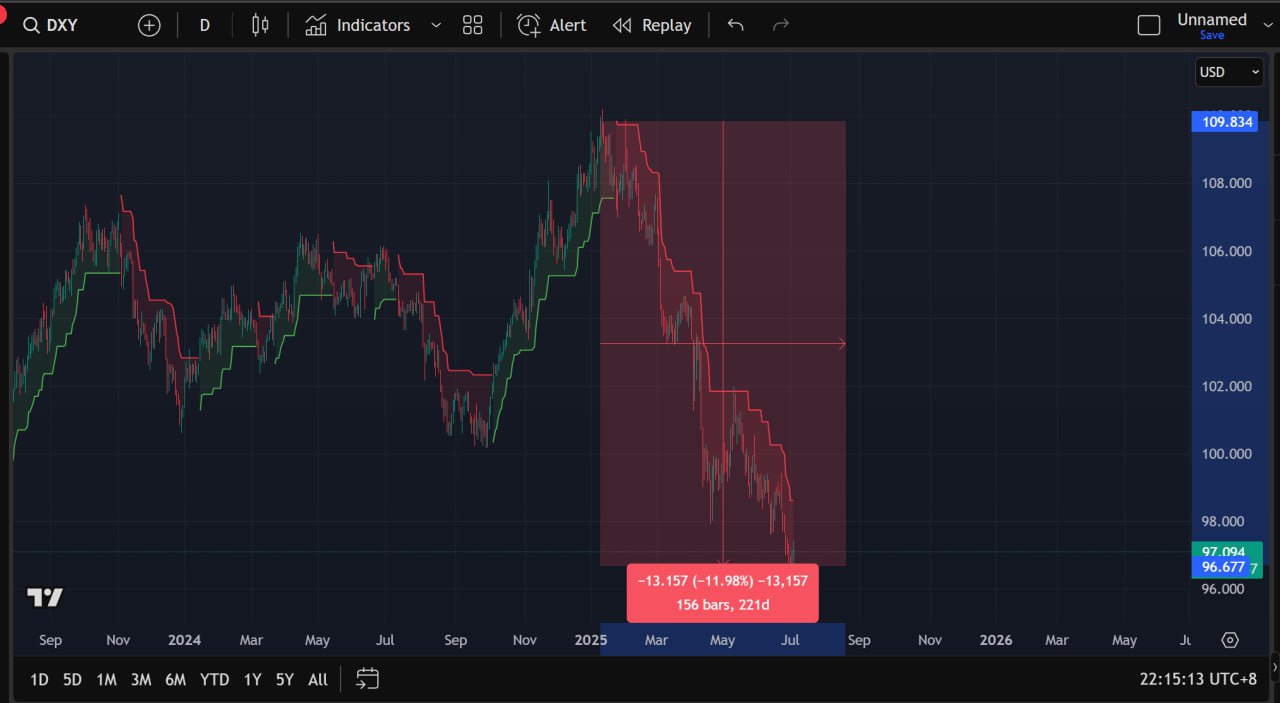 DXY
D
Indicators
Alert
Replay
Unnamed
Save
USD
109.834
108.000
106.000
104.000
102.000
100.000
98.000
97.094
96.677
7
96.000
−13.157 (−11.98%) −13,157
156 bars, 221d
Sep Nov 2024 Mar May Jul Sep Nov 2025 Mar May Jul Sep Nov 2026 Mar May
1D 5D 1M 3M 6M YTD 1Y 5Y All
22:15:13 UTC+8